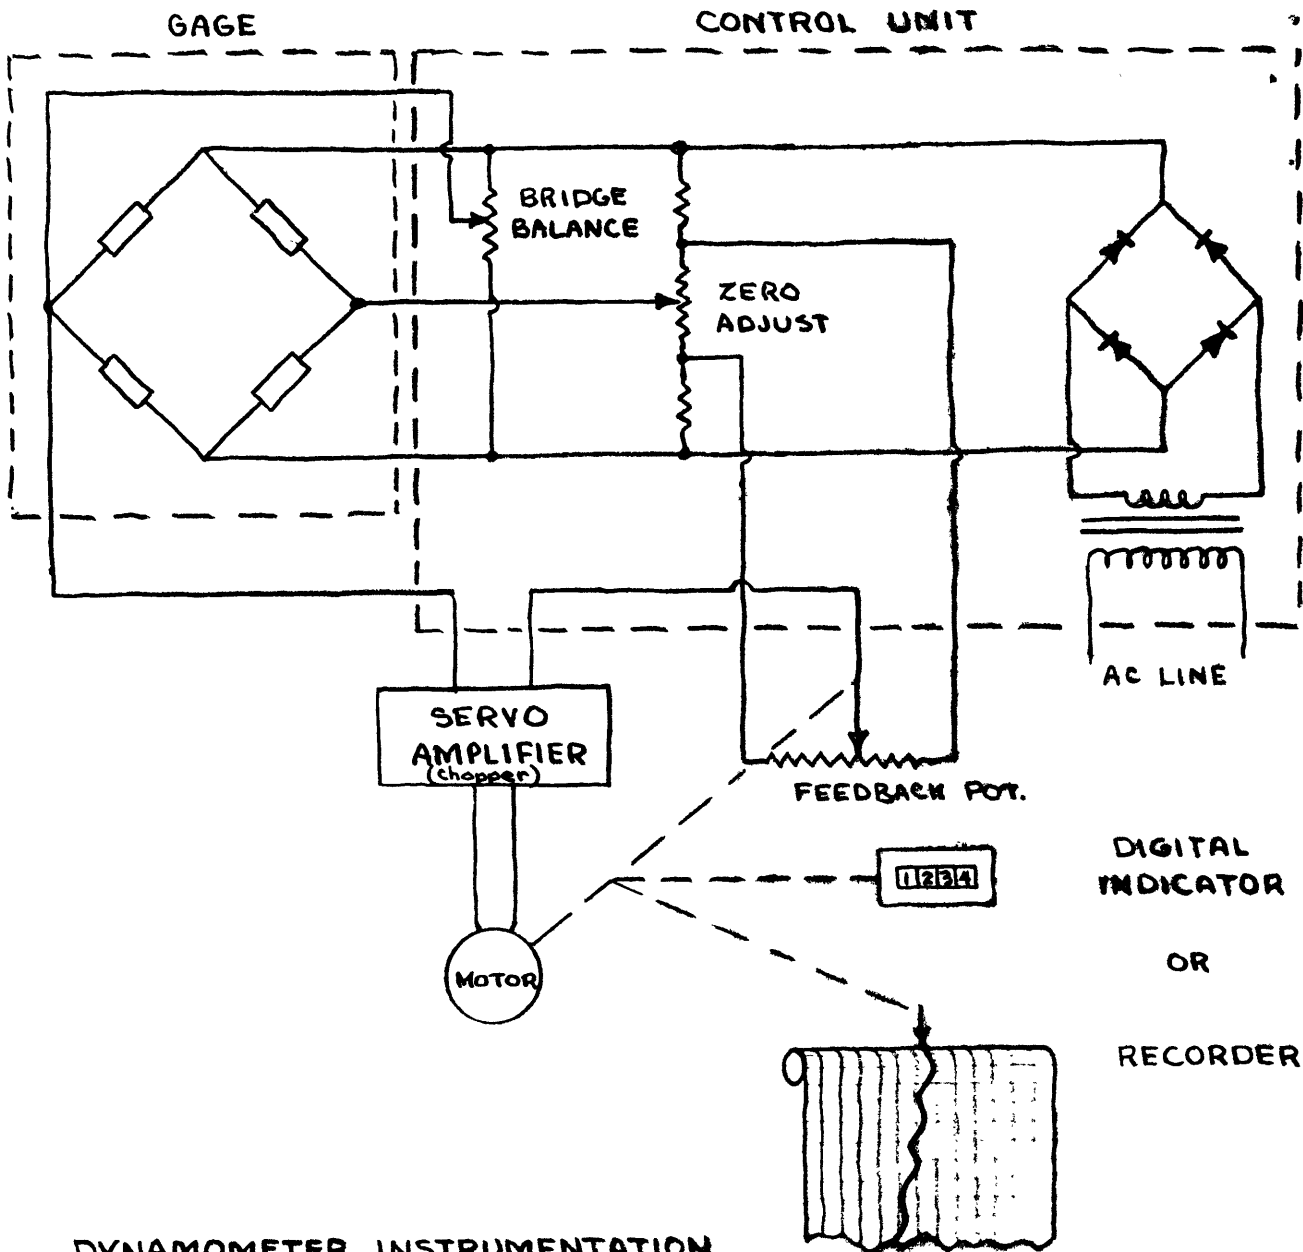 GAGE
CONTROL UNIT
BRIDGE
BALANCE
ZERO
ADJUST
AC LINE
SERVO
AMPLIFIER
(chopper)
FEEDBACK POT.
MOTOR
1234
DIGITAL
INDICATOR
OR
RECORDER
DYNAMOMETER INSTRUMENTATION